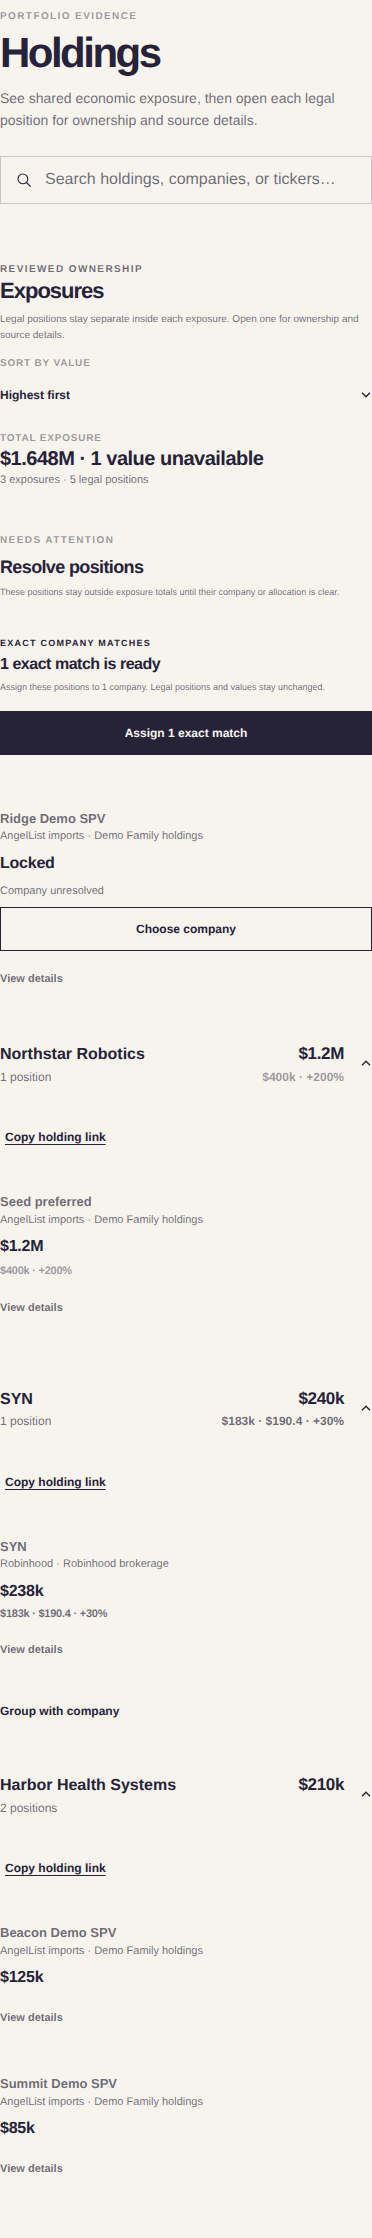 PORTFOLIO EVIDENCE
Holdings
See shared economic exposure, then open each legal
position for ownership and source details.
Search holdings, companies, or tickers…
REVIEWED OWNERSHIP
Exposures
Legal positions stay separate inside each exposure. Open one for ownership and
source details.
SORT BY VALUE
Highest first
TOTAL EXPOSURE
$1.648M · 1 value unavailable
3 exposures · 5 legal positions
NEEDS ATTENTION
Resolve positions
These positions stay outside exposure totals until their company or allocation is clear.
EXACT COMPANY MATCHES
1 exact match is ready
Assign these positions to 1 company. Legal positions and values stay unchanged.
Assign 1 exact match
Ridge Demo SPV
AngelList imports · Demo Family holdings
Locked
Company unresolved
Choose company
View details
Northstar Robotics $1.2M
1 position $400k · +200%
Copy holding link
Seed preferred
AngelList imports · Demo Family holdings
$1.2M
$400k · +200%
View details
SYN $240k
1 position $183k · $190.4 · +30%
Copy holding link
SYN
Robinhood · Robinhood brokerage
$238k
$183k · $190.4 · +30%
View details
Group with company
Harbor Health Systems $210k
2 positions
Copy holding link
Beacon Demo SPV
AngelList imports · Demo Family holdings
$125k
View details
Summit Demo SPV
AngelList imports · Demo Family holdings
$85k
View details